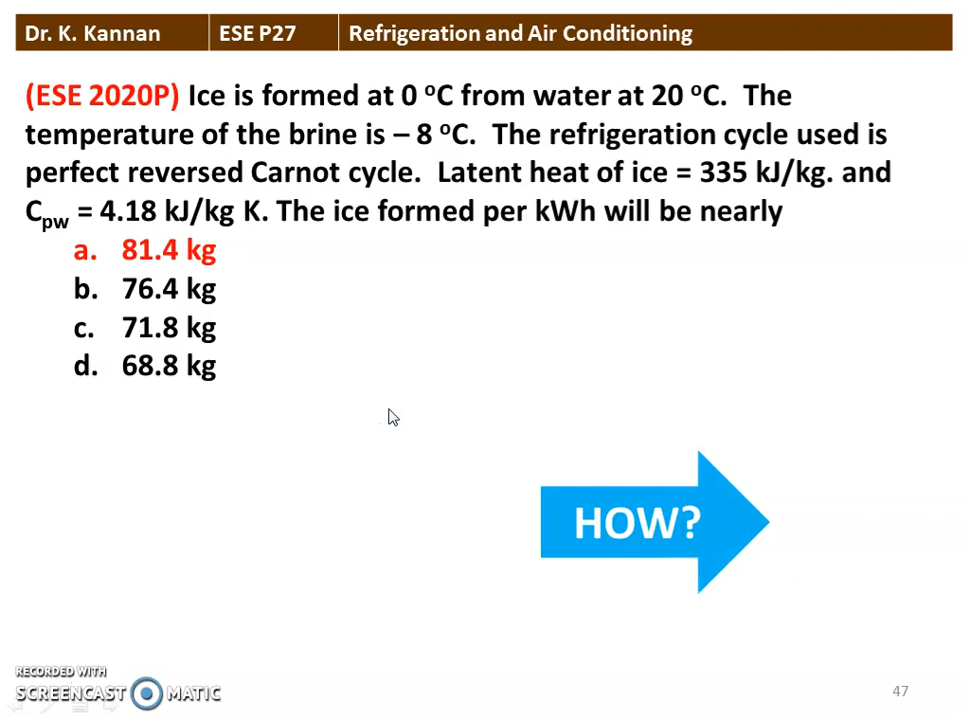 Dr. K. Kannan ESE P27 Refrigeration and Air Conditioning
(ESE 2020P) Ice is formed at 0 ºC from water at 20 ºC. The
temperature of the brine is – 8 ºC. The refrigeration cycle used is
perfect reversed Carnot cycle. Latent heat of ice = 335 kJ/kg. and
Cpw = 4.18 kJ/kg K. The ice formed per kWh will be nearly
a. 81.4 kg
b. 76.4 kg
c. 71.8 kg
d. 68.8 kg
HOW?
RECORDED WITH
SCREENCAST MATIC
47